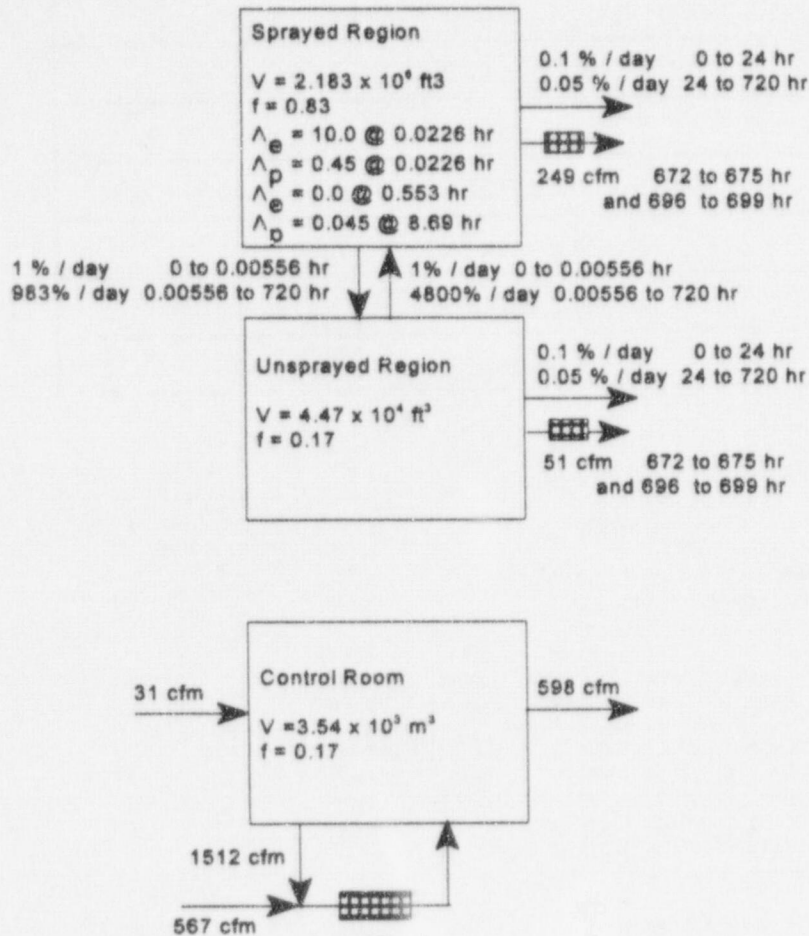 Sprayed Region
V = 2.183 x 10⁶ ft3
f = 0.83
Λe = 10.0 @ 0.0226 hr
Λp = 0.45 @ 0.0226 hr
Λe = 0.0 @ 0.553 hr
Λp = 0.045 @ 8.69 hr
0.1 % / day 0 to 24 hr
0.05 % / day 24 to 720 hr
249 cfm 672 to 675 hr
and 696 to 699 hr
1 % / day 0 to 0.00556 hr
983% / day 0.00556 to 720 hr
1% / day 0 to 0.00556 hr
4800% / day 0.00556 to 720 hr
Unsprayed Region
V = 4.47 x 10⁴ ft³
f = 0.17
0.1 % / day 0 to 24 hr
0.05 % / day 24 to 720 hr
51 cfm 672 to 675 hr
and 696 to 699 hr
31 cfm
Control Room
V =3.54 x 10³ m³
f = 0.17
598 cfm
1512 cfm
567 cfm